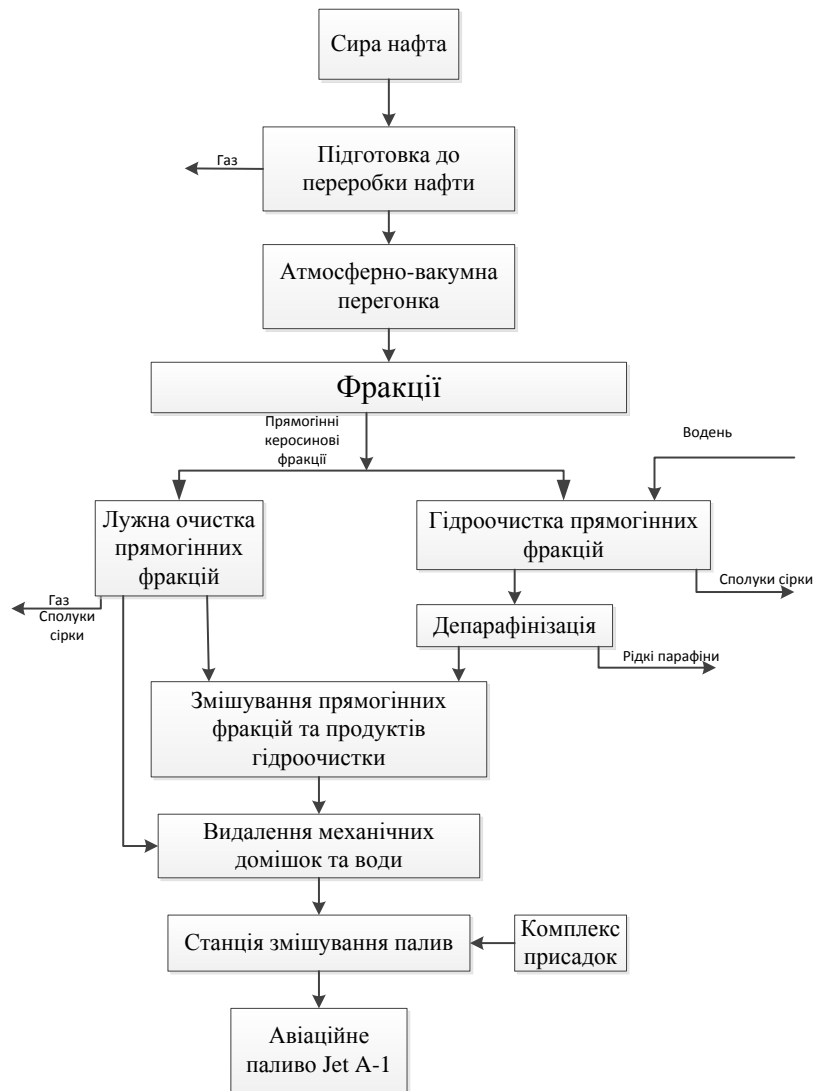 Сира нафта
Газ
Підготовка до
переробки нафти
Атмосферно-вакумна
перегонка
Фракції
Прямогінні
керосинові
фракції
Водень
Лужна очистка
прямогінних
фракцій
Гідроочистка прямогінних
фракцій
Газ
Сполуки
сірки
Сполуки сірки
Депарафінізація
Рідкі парафіни
Змішування прямогінних
фракцій та продуктів
гідроочистки
Видалення механічних
домішок та води
Станція змішування палив
Комплекс
присадок
Авіаційне
паливо Jet A-1